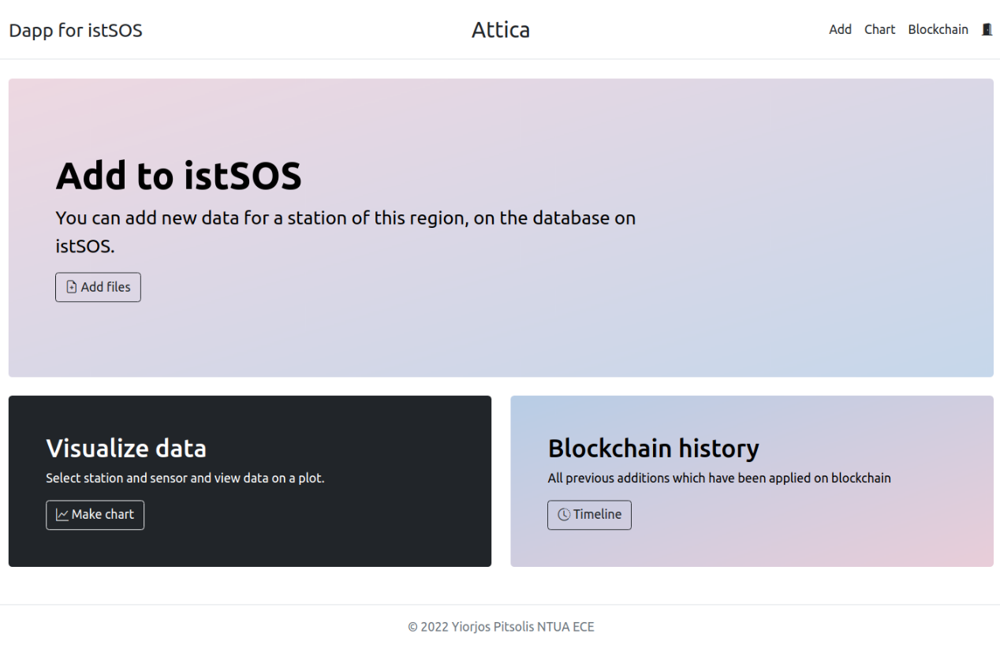 Dapp for istSOS
Attica
Add Chart Blockchain
Add to istSOS
You can add new data for a station of this region, on the database on
istSOS.
Add files
Visualize data
Select station and sensor and view data on a plot.
Make chart
Blockchain history
All previous additions which have been applied on blockchain
Timeline
© 2022 Yiorjos Pitsolis NTUA ECE